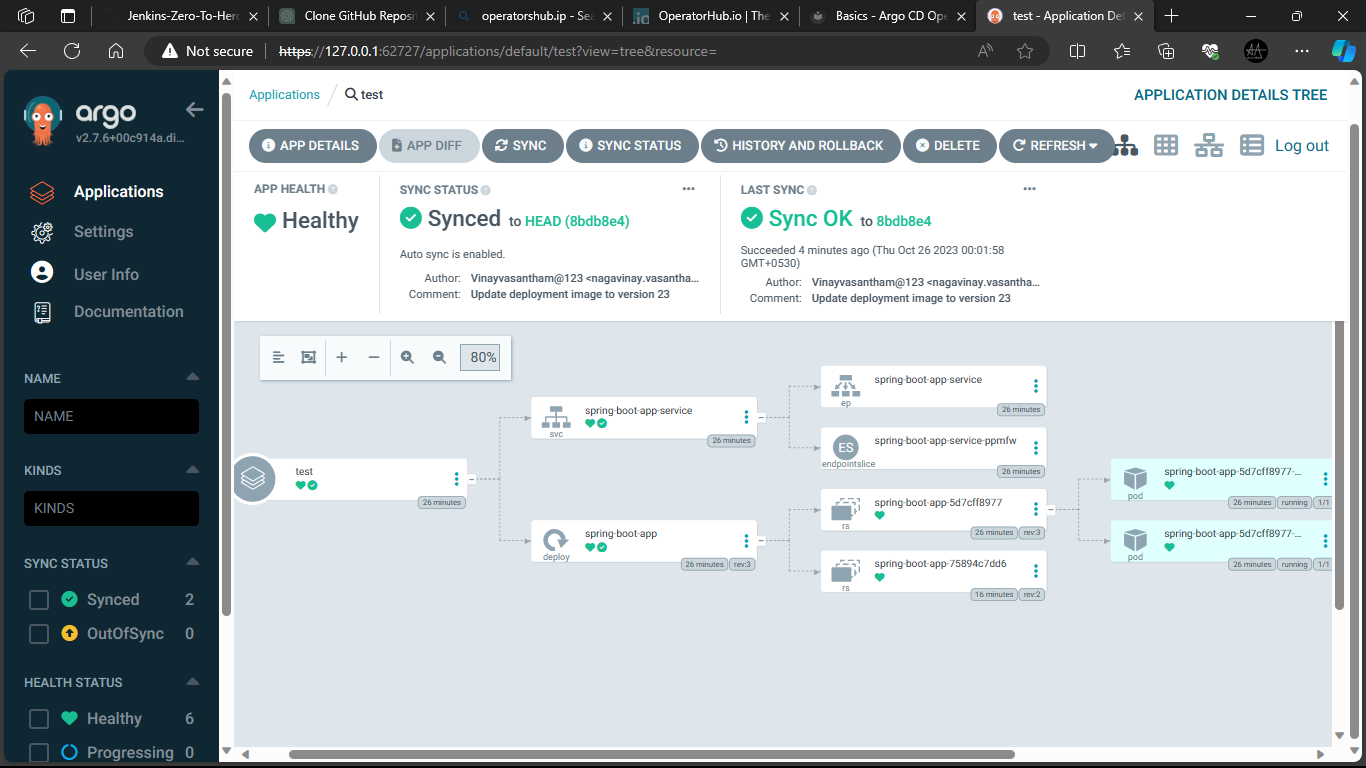 Jenkins-Zero-To-Her
Clone GitHub Reposit
operatorshub.ip - Sea
OperatorHub.io | The
Basics - Argo CD Ope
test - Application Det
Not secure
https://127.0.0.1:62727/applications/default/test?view=tree&resource=
argo
v2.7.6+00c914a.di...
Applications
Settings
User Info
Documentation
NAME
NAME
KINDS
KINDS
SYNC STATUS
Synced 2
OutOfSync 0
HEALTH STATUS
Healthy 6
Progressing 0
Applications / test
APPLICATION DETAILS TREE
APP DETAILS APP DIFF SYNC SYNC STATUS HISTORY AND ROLLBACK DELETE REFRESH Log out
APP HEALTH
Healthy
SYNC STATUS
Synced to HEAD (8bdb8e4)
Auto sync is enabled.
Author: Vinayvasantham@123 <nagavinay.vasantha...
Comment: Update deployment image to version 23
LAST SYNC
Sync OK to 8bdb8e4
Succeeded 4 minutes ago (Thu Oct 26 2023 00:01:58
GMT+0530)
Author: Vinayvasantham@123 <nagavinay.vasantha...
Comment: Update deployment image to version 23
80%
test
26 minutes
spring-boot-app-service
svc
26 minutes
spring-boot-app
deploy
26 minutes rev:3
spring-boot-app-service
ep
26 minutes
ES
spring-boot-app-service-ppmfw
endpointslice
26 minutes
spring-boot-app-5d7cff8977
rs
26 minutes rev:3
spring-boot-app-75894c7dd6
rs
16 minutes rev:2
spring-boot-app-5d7cff8977-...
pod
26 minutes running 1/1
spring-boot-app-5d7cff8977-...
pod
26 minutes running 1/1